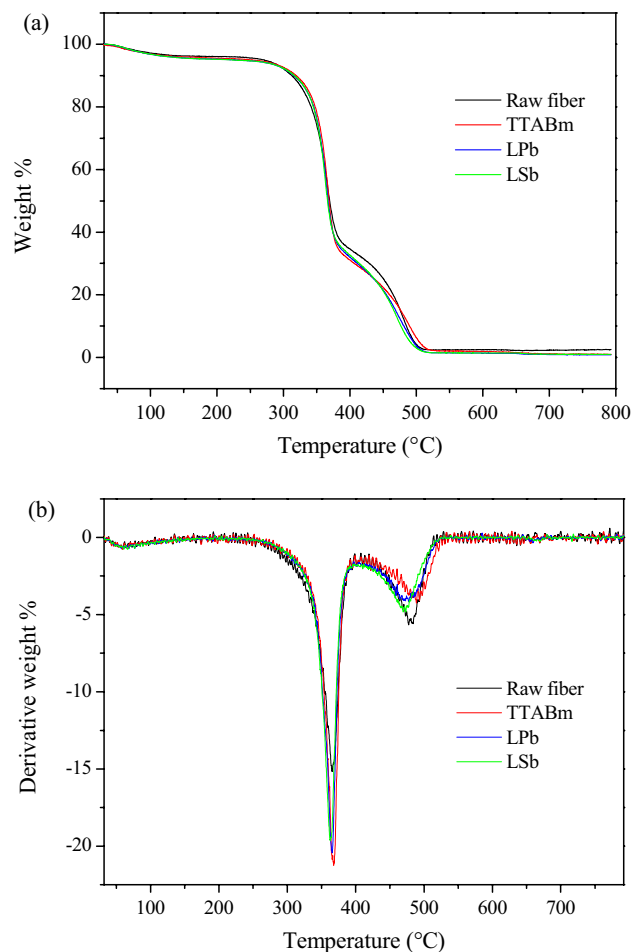 (a)
100
80
60
40
20
0
Weight %
Raw fiber
TTABm
LPb
LSb
100 200 300 400 500 600 700 800
Temperature (°C)
(b)
0
-5
-10
-15
-20
Derivative weight %
Raw fiber
TTABm
LPb
LSb
100 200 300 400 500 600 700
Temperature (°C)